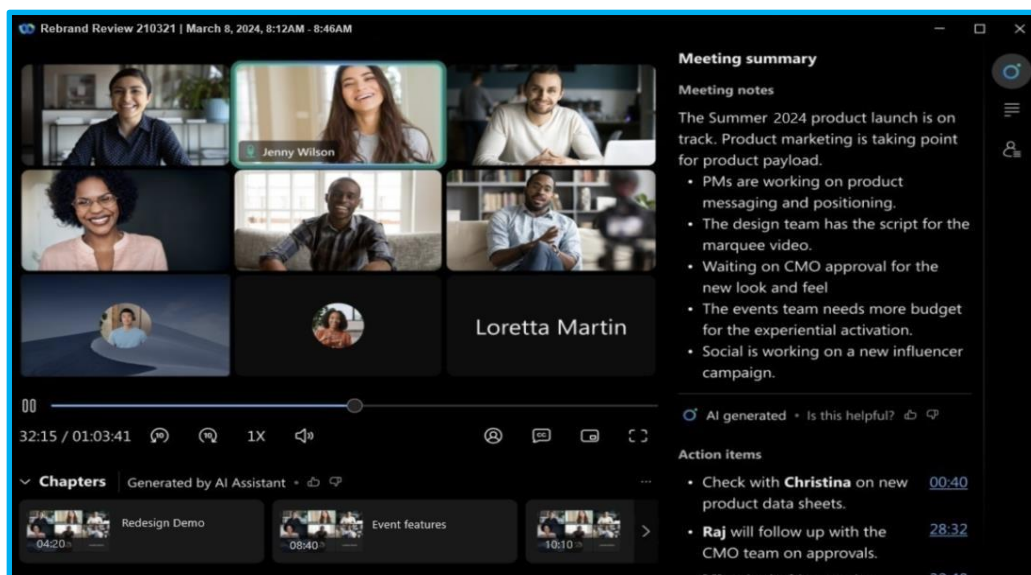 Rebrand Review 210321 | March 8, 2024, 8:12AM - 8:46AM
Jenny Wilson
Loretta Martin
32:15 / 01:03:41
10
10
1X
CC
Chapters
Generated by AI Assistant •
04:20
Redesign Demo
08:40
Event features
10:10
Meeting summary
Meeting notes
The Summer 2024 product launch is on
track. Product marketing is taking point
for product payload.
• PMs are working on product
messaging and positioning.
• The design team has the script for the
marquee video.
• Waiting on CMO approval for the
new look and feel
• The events team needs more budget
for the experiential activation.
• Social is working on a new influencer
campaign.
AI generated • Is this helpful?
Action items
• Check with Christina on new 00:40
product data sheets.
• Raj will follow up with the 28:32
CMO team on approvals.